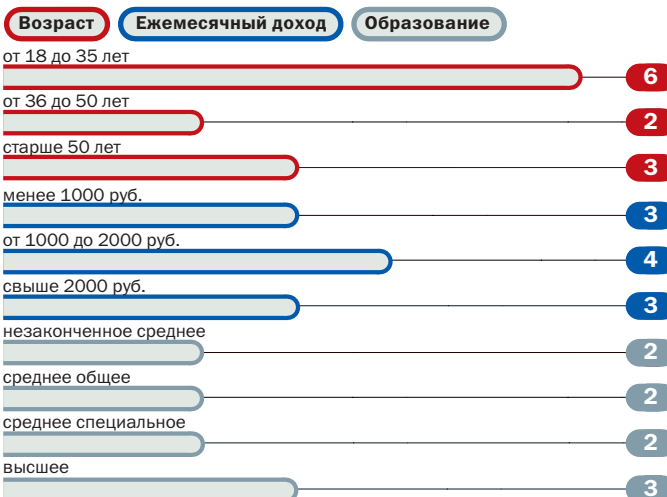 Возраст Ежемесячный доход Образование
от 18 до 35 лет
6
от 36 до 50 лет
2
старше 50 лет
3
менее 1000 руб.
3
от 1000 до 2000 руб.
4
свыше 2000 руб.
3
незаконченное среднее
2
среднее общее
2
среднее специальное
2
высшее
3